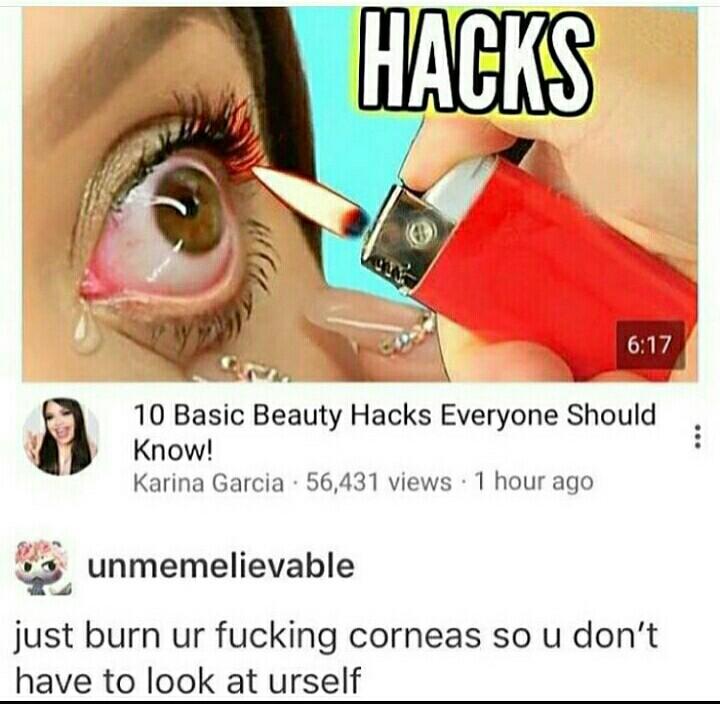 HACKS
6:17
10 Basic Beauty Hacks Everyone Should
Know!
Karina Garcia · 56,431 views · 1 hour ago
unmemelievable
just burn ur fucking corneas so u don't
have to look at urself